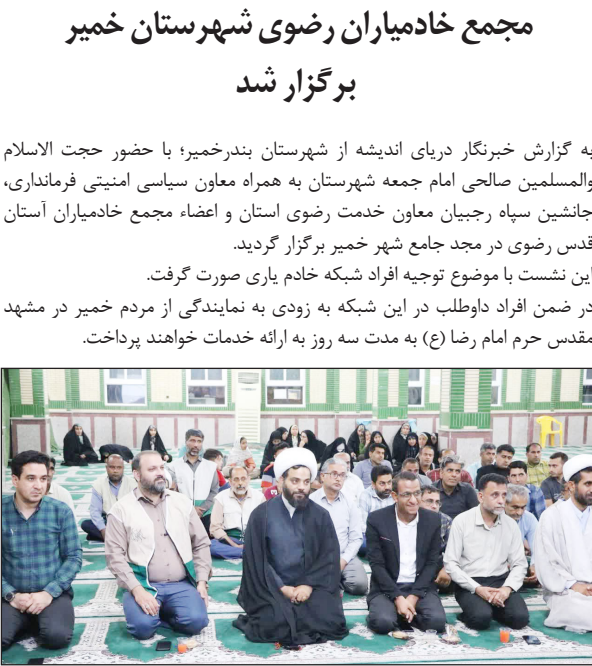 مجمع خادمیاران رضوی شهرستان خمیر
برگزار شد
به گزارش خبرنگار دریای اندیشه از شهرستان بندرخمیر؛ با حضور حجت الاسلام
والمسلمین صالحی امام جمعه شهرستان به همراه معاون سیاسی امنیتی فرمانداری،
جانشین سپاه رجبیان معاون خدمت رضوی استان و اعضاء مجمع خادمیاران آستان
قدس رضوی در مجد جامع شهر خمیر برگزار گردید.
این نشست با موضوع توجیه افراد شبکه خادم یاری صورت گرفت.
در ضمن افراد داوطلب در این شبکه به زودی به نمایندگی از مردم خمیر در مشهد
مقدس حرم امام رضا (ع) به مدت سه روز به ارائه خدمات خواهند پرداخت.